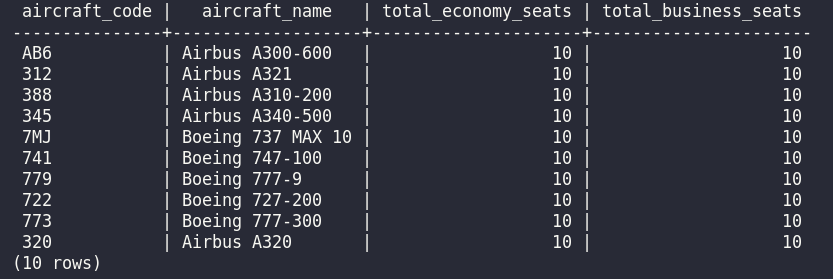 aircraft_code |   aircraft_name   | total_economy_seats | total_business_seats
---------------+-------------------+---------------------+----------------------
 AB6           | Airbus A300-600   |                  10 |                   10
 312           | Airbus A321       |                  10 |                   10
 388           | Airbus A310-200   |                  10 |                   10
 345           | Airbus A340-500   |                  10 |                   10
 7MJ           | Boeing 737 MAX 10 |                  10 |                   10
 741           | Boeing 747-100    |                  10 |                   10
 779           | Boeing 777-9      |                  10 |                   10
 722           | Boeing 727-200    |                  10 |                   10
 773           | Boeing 777-300    |                  10 |                   10
 320           | Airbus A320       |                  10 |                   10
(10 rows)